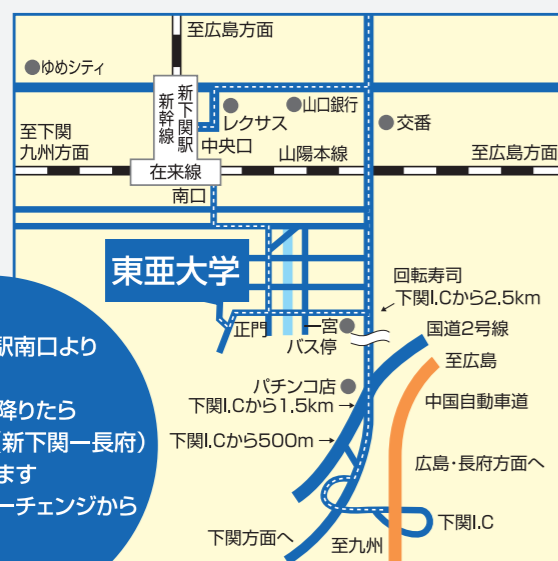 至広島方面
ゆめシティ
新下関駅
新幹線
レクサス
山口銀行
交番
中央口
至下関
九州方面
山陽本線
至広島方面
在来線
南口
東亜大学
正門
一宮
バス停
回転寿司
下関I.Cから2.5km
国道2号線
至広島
パチンコ店
下関I.Cから1.5km→
中国自動車道
下関I.Cから500m→
広島・長府方面へ
下関I.C
下関方面へ
至九州
駅南口より
降りたら
(新下関ー長府)
ます
ーチェンジから